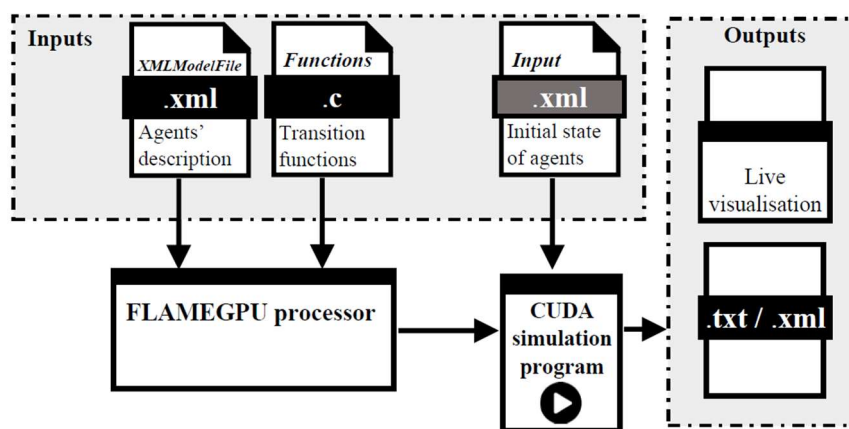 Inputs
XMLModelFile
.xml
Agents'
description
Functions
.c
Transition
functions
Input
.xml
Initial state
of agents
Outputs
Live
visualisation
.txt / .xml
FLAMEGPU processor
CUDA
simulation
program